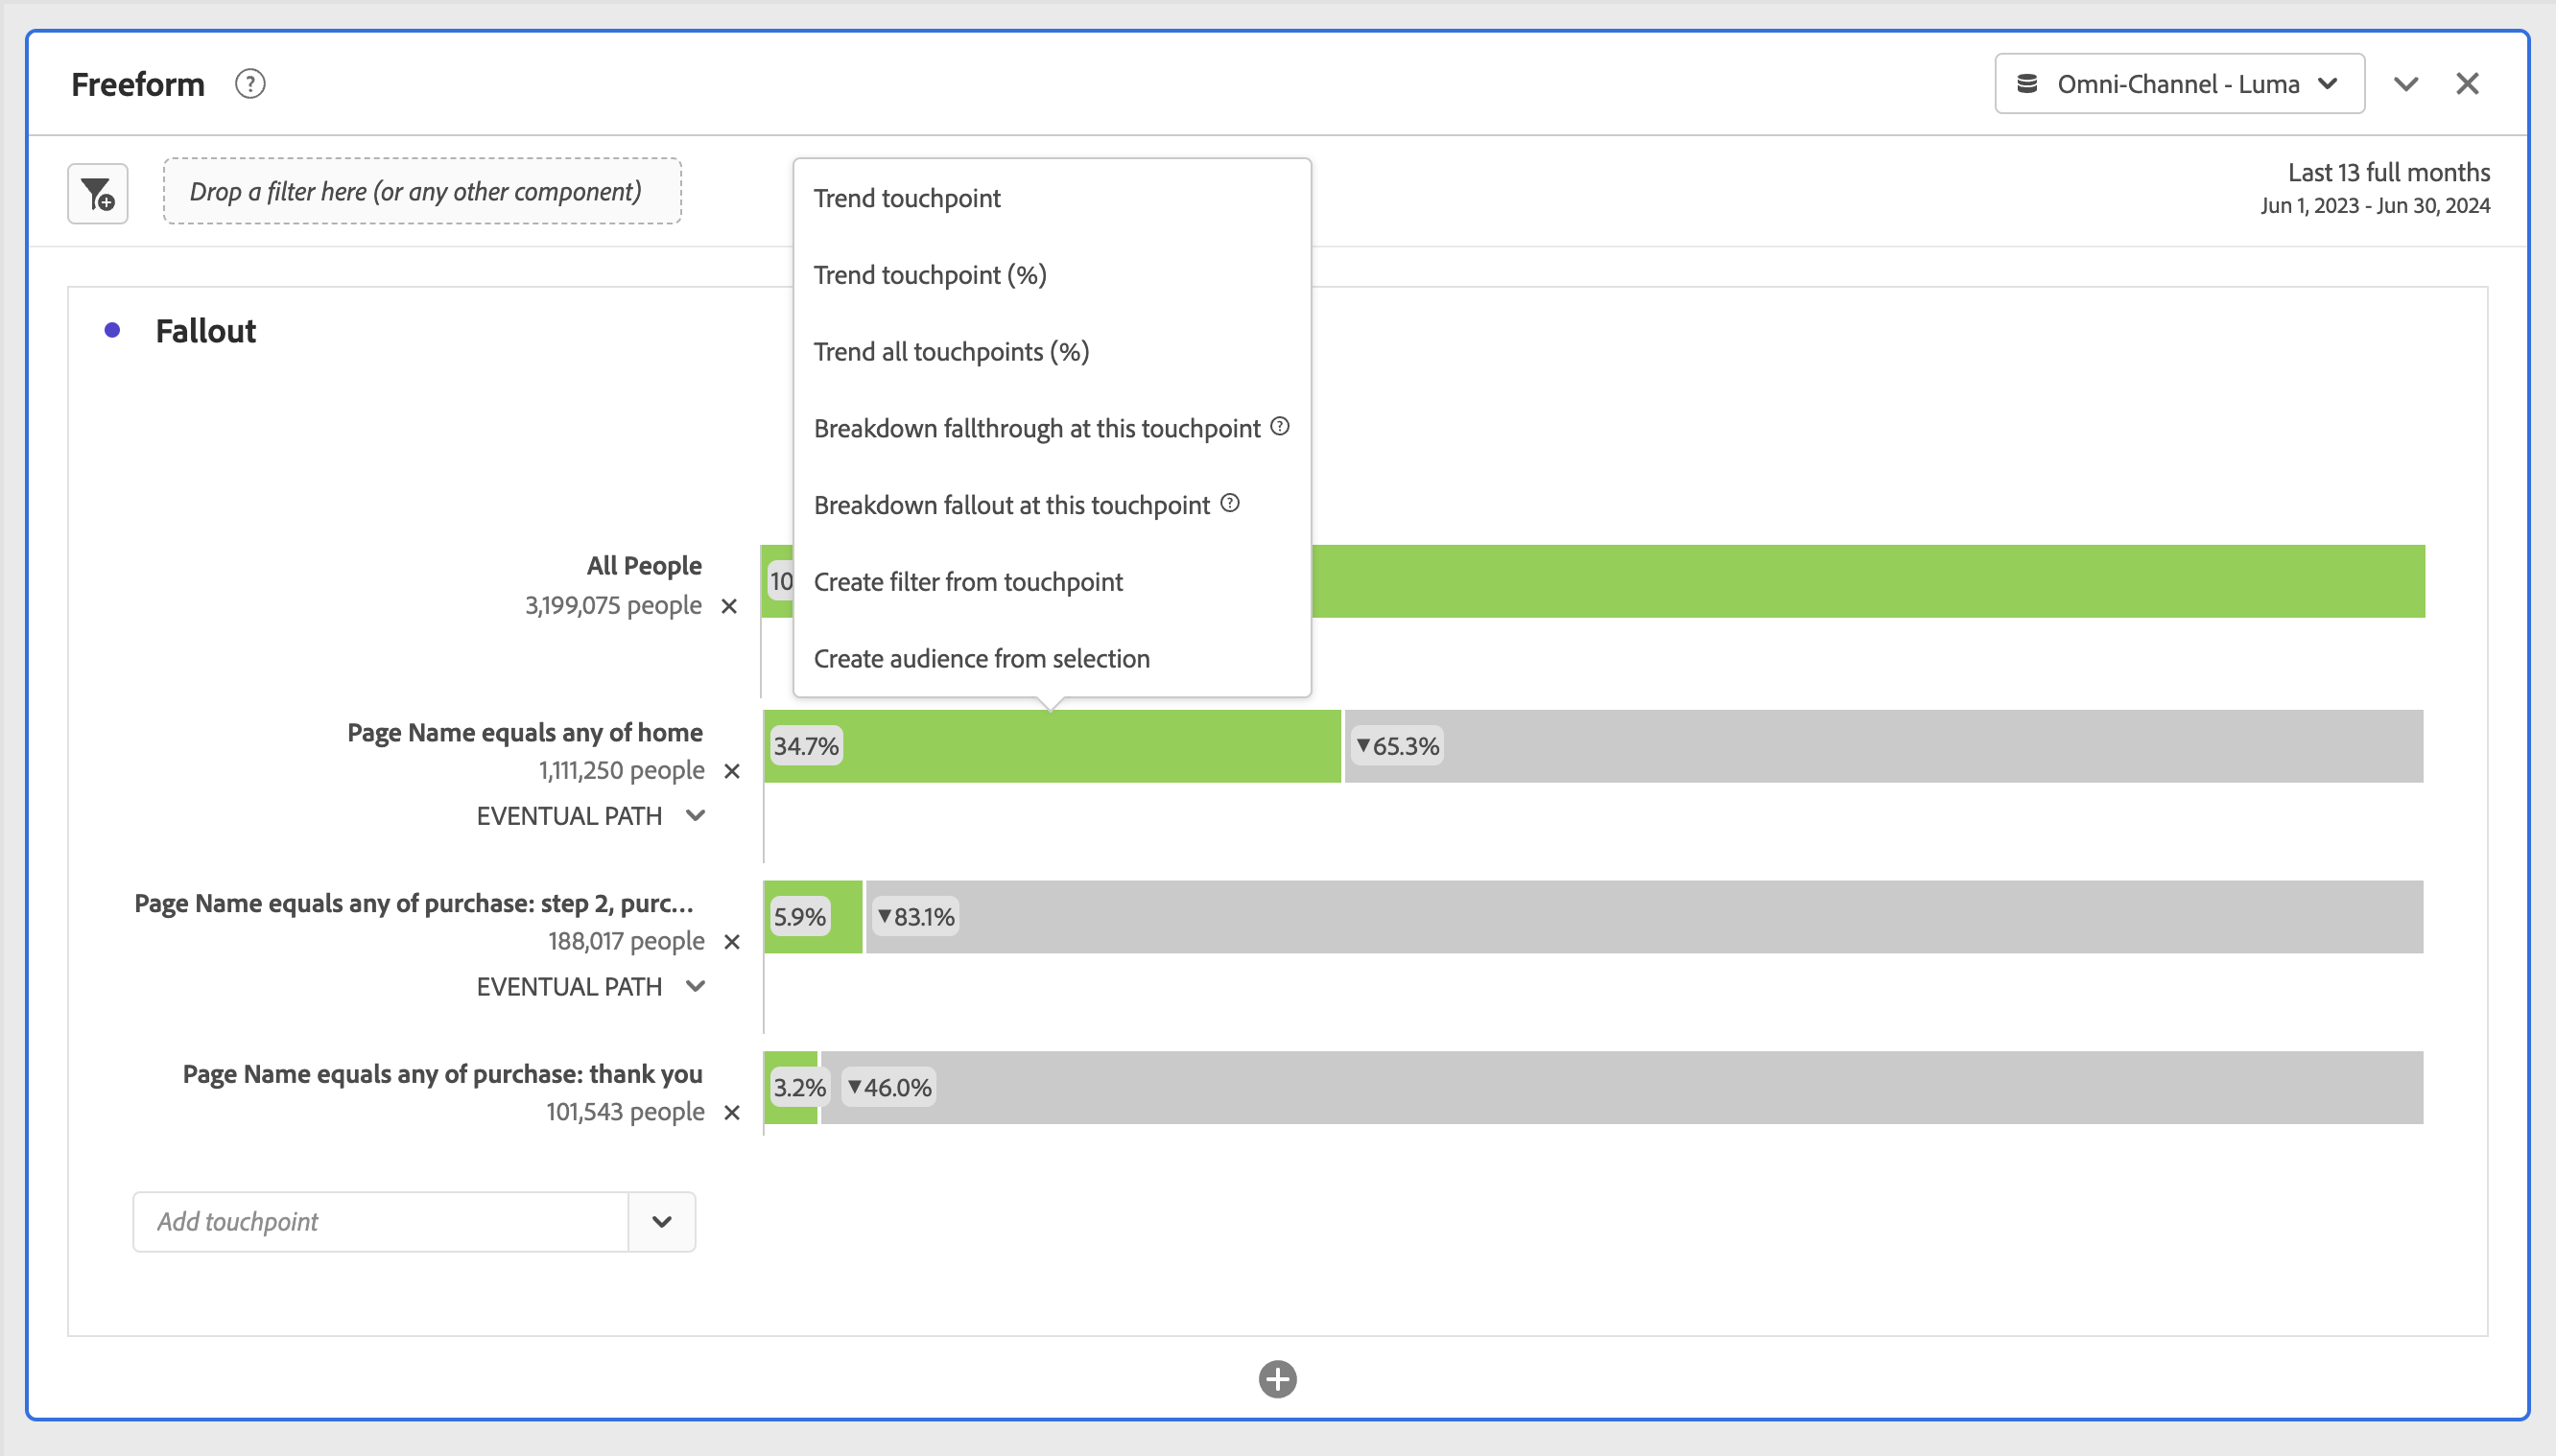 Freeform
Omni-Channel - Luma
Drop a filter here (or any other component)
Last 13 full months
Jun 1, 2023 - Jun 30, 2024
Trend touchpoint
Trend touchpoint (%)
Trend all touchpoints (%)
Breakdown fallthrough at this touchpoint
Breakdown fallout at this touchpoint
Create filter from touchpoint
Create audience from selection
Fallout
All People
3,199,075 people
10
Page Name equals any of home
1,111,250 people
EVENTUAL PATH
34.7%
▼65.3%
Page Name equals any of purchase: step 2, purc...
188,017 people
EVENTUAL PATH
5.9%
▼83.1%
Page Name equals any of purchase: thank you
101,543 people
3.2%
▼46.0%
Add touchpoint